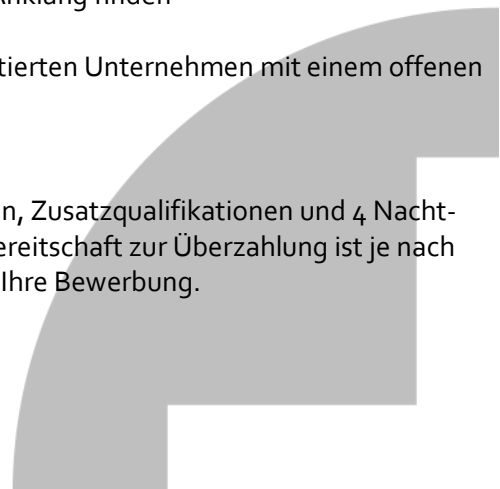 Anklang finden
tierten Unternehmen mit einem offenen
n, Zusatzqualifikationen und 4 Nacht-
ereitschaft zur Überzahlung ist je nach
Ihre Bewerbung.